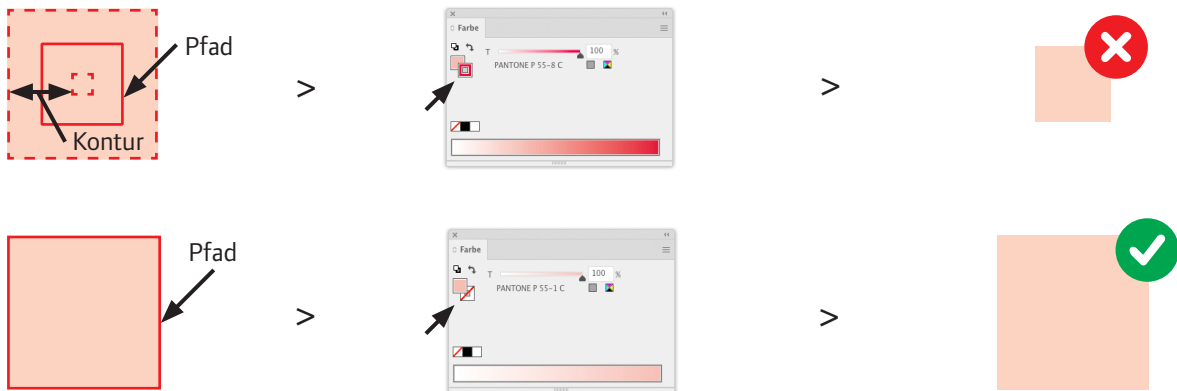 Pfad
Kontur
>
× ‹‹
◊ Farbe
T 100 %
PANTONE P 55-8 C
>
Pfad
>
× ‹‹
◊ Farbe
T 100 %
PANTONE P 55-1 C
>